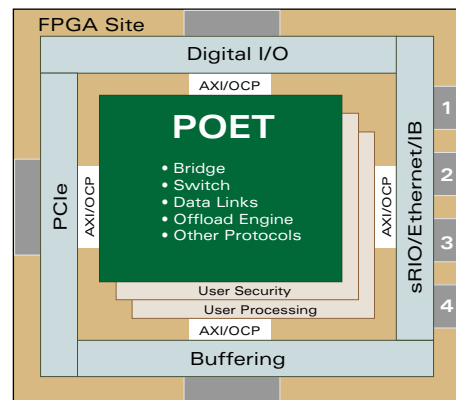 FPGA Site
Digital I/O
AXI/OCP
POET
• Bridge
• Switch
• Data Links
• Offload Engine
• Other Protocols
PCIe
AXI/OCP
AXI/OCP
sRIO/Ethernet/IB
1
2
3
4
User Security
User Processing
AXI/OCP
Buffering